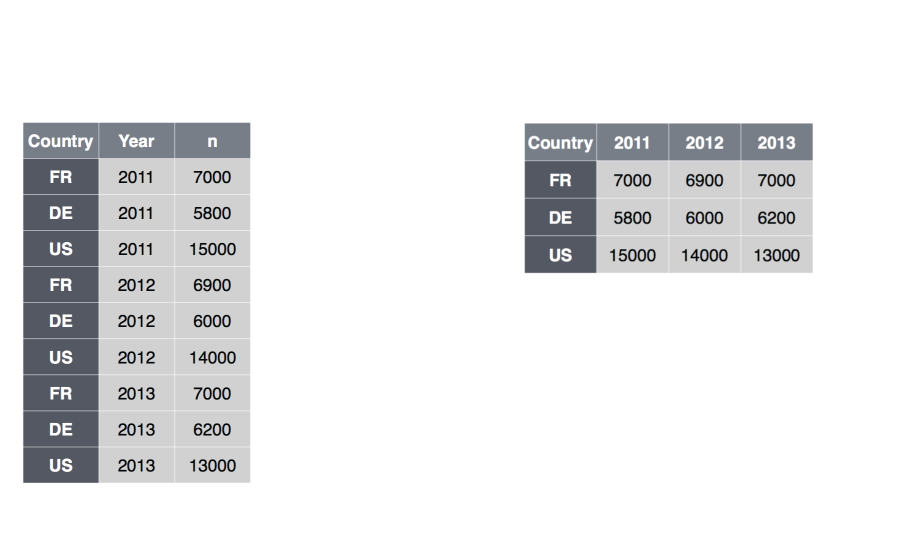 Country Year n
FR 2011 7000
DE 2011 5800
US 2011 15000
FR 2012 6900
DE 2012 6000
US 2012 14000
FR 2013 7000
DE 2013 6200
US 2013 13000
Country 2011 2012 2013
FR 7000 6900 7000
DE 5800 6000 6200
US 15000 14000 13000